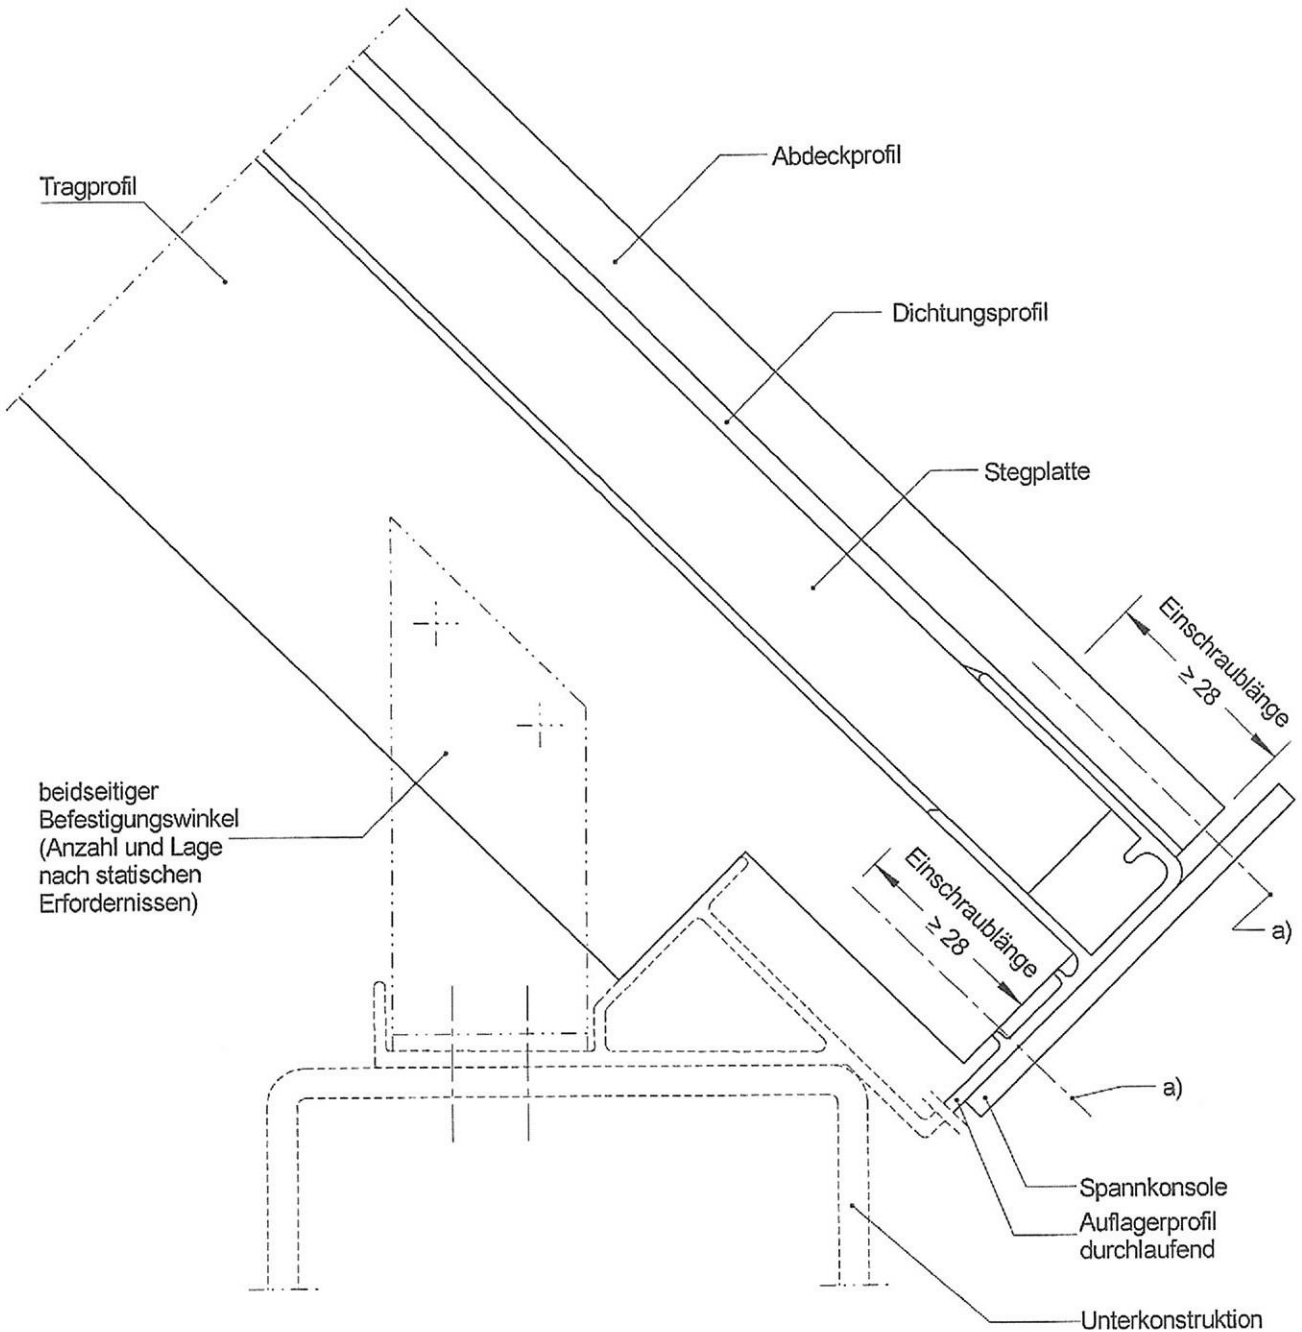 Abdeckprofil
Tragprofil
Dichtungsprofil
Stegplatte
Einschraublänge
≥ 28
beidseitiger
Befestigungswinkel
(Anzahl und Lage
nach statischen
Erfordernissen)
Einschraublänge
≥ 28
a)
a)
Spannkonsole
Auflagerprofil
durchlaufend
Unterkonstruktion